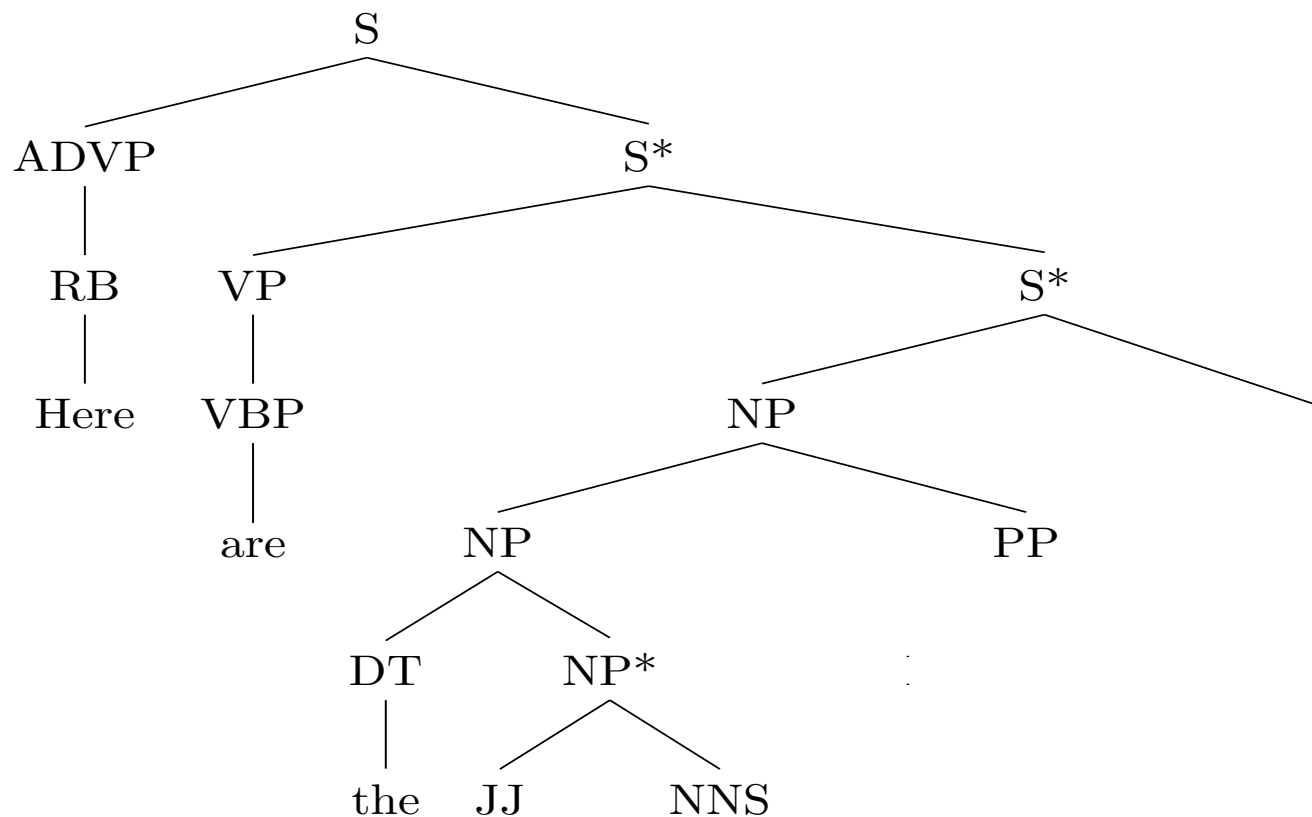 S
ADVP S*
RB VP S*
Here VBP NP
are NP PP
DT NP*
the JJ NNS